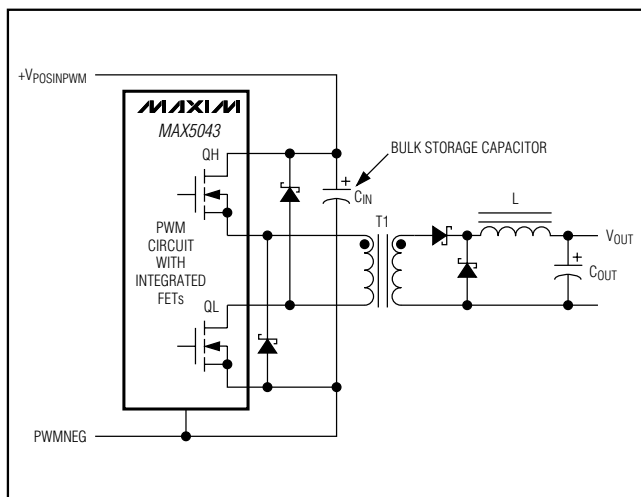 +VPOSINPWM
MAXIM
MAX5043
QH
BULK STORAGE CAPACITOR
+
CIN
T1
L
PWM
CIRCUIT
WITH
INTEGRATED
FETs
VOUT
+
COUT
QL
PWMNEG